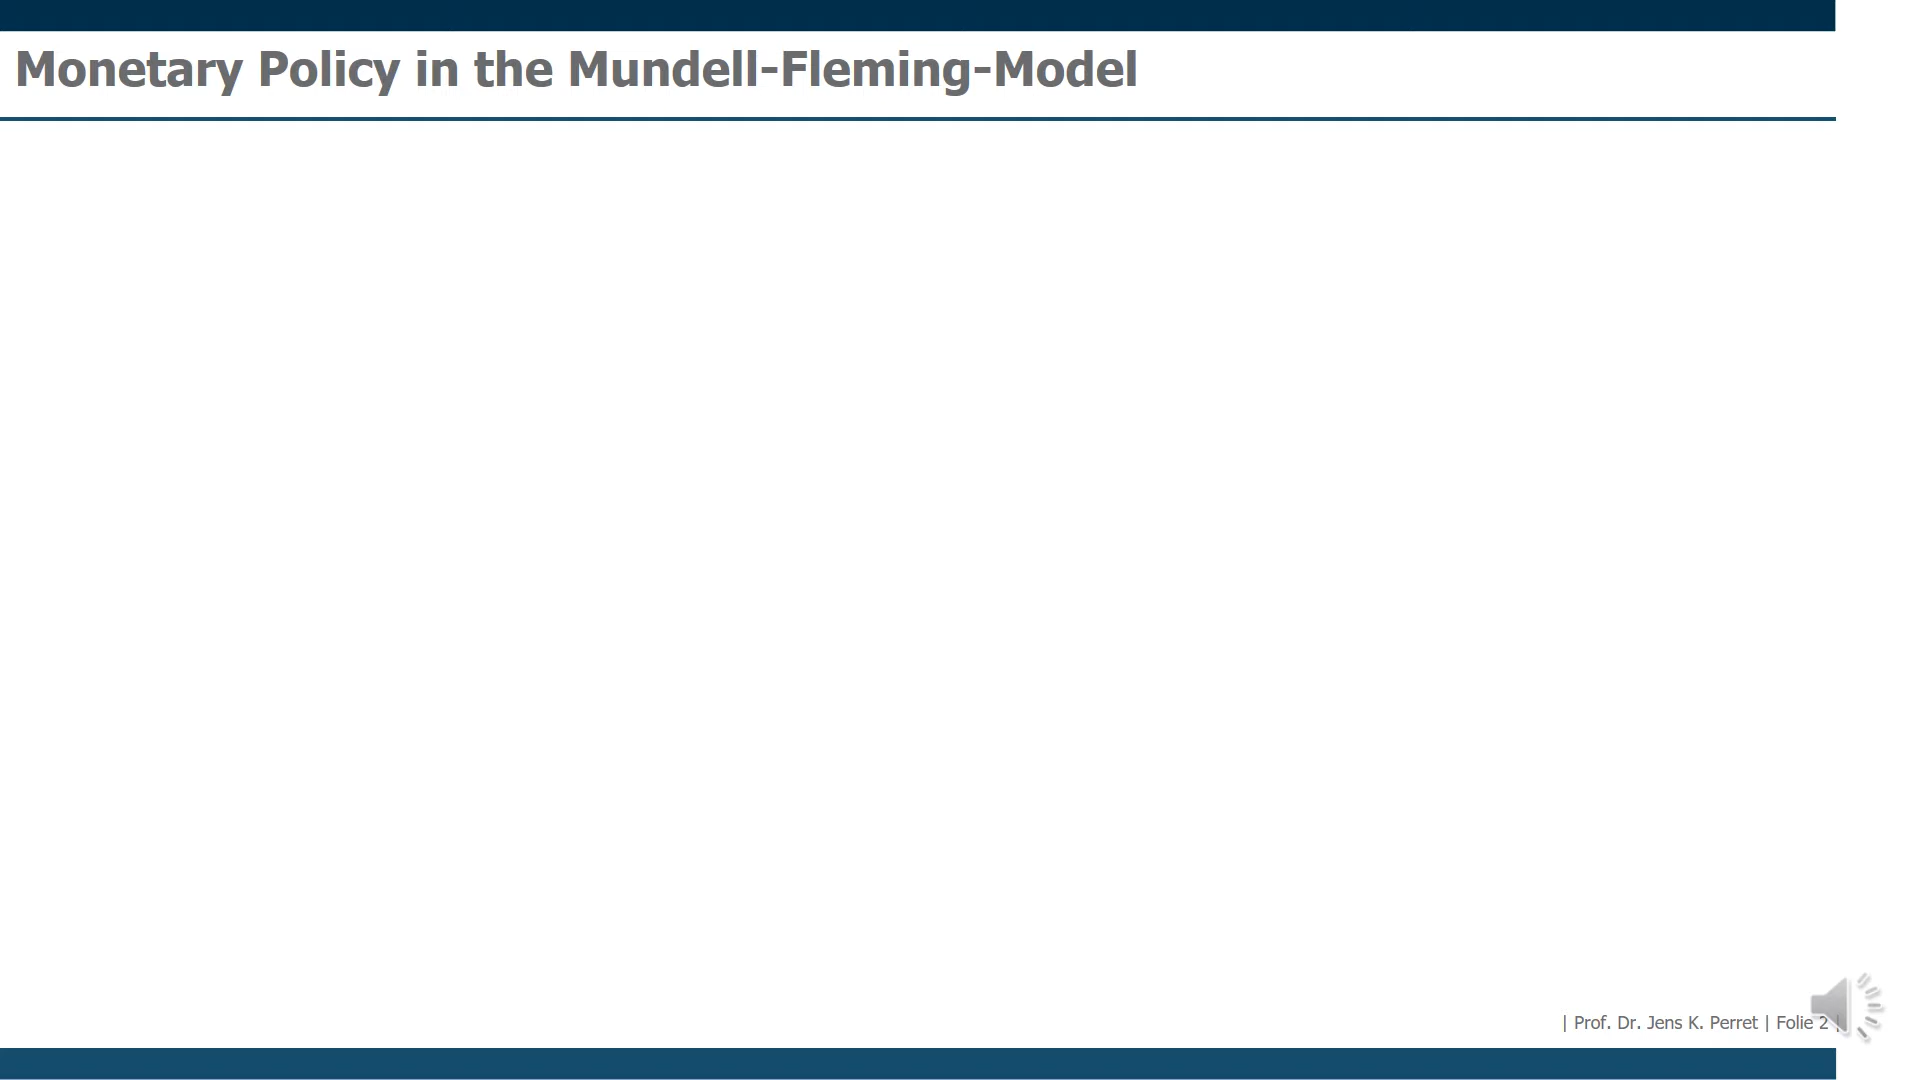 Monetary Policy in the Mundell-Fleming-Model
| Prof. Dr. Jens K. Perret | Folie 2 |